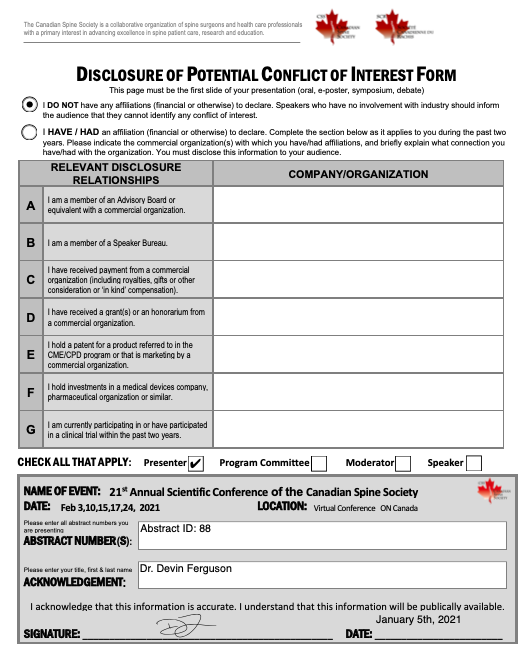 The Canadian Spine Society is a collaborative organization of spine surgeons and health care professionals
with a primary interest in advancing excellence in spine patient care, research and education.
DISCLOSURE OF POTENTIAL CONFLICT OF INTEREST FORM
This page must be the first slide of your presentation (oral, e-poster, symposium, debate)
I DO NOT have any affiliations (financial or otherwise) to declare. Speakers who have no involvement with industry should inform
the audience that they cannot identify any conflict of interest.
I HAVE / HAD an affiliation (financial or otherwise) to declare. Complete the section below as it applies to you during the past two
years. Please indicate the commercial organization(s) with which you have/had affiliations, and briefly explain what connection you
have/had with the organization. You must disclose this information to your audience.
RELEVANT DISCLOSURE
RELATIONSHIPS
COMPANY/ORGANIZATION
A
I am a member of an Advisory Board or
equivalent with a commercial organization.
B
I am a member of a Speaker Bureau.
C
I have received payment from a commercial
organization (including royalties, gifts or other
consideration or 'in kind' compensation).
D
I have received a grant(s) or an honorarium from
a commercial organization.
E
I hold a patent for a product referred to in the
CME/CPD program or that is marketing by a
commercial organization.
F
I hold investments in a medical devices company,
pharmaceutical organization or similar.
G
I am currently participating in or have participated
in a clinical trial within the past two years.
CHECK ALL THAT APPLY: Presenter Program Committee Moderator Speaker
NAME OF EVENT: 21st Annual Scientific Conference of the Canadian Spine Society
DATE: Feb 3,10,15,17,24, 2021 LOCATION: Virtual Conference ON Canada
Please enter all abstract numbers you
are presenting
ABSTRACT NUMBER(S):
Abstract ID: 88
Please enter your title, first & last name
ACKNOWLEDGEMENT:
Dr. Devin Ferguson
I acknowledge that this information is accurate. I understand that this information will be publically available.
January 5th, 2021
SIGNATURE: DATE: